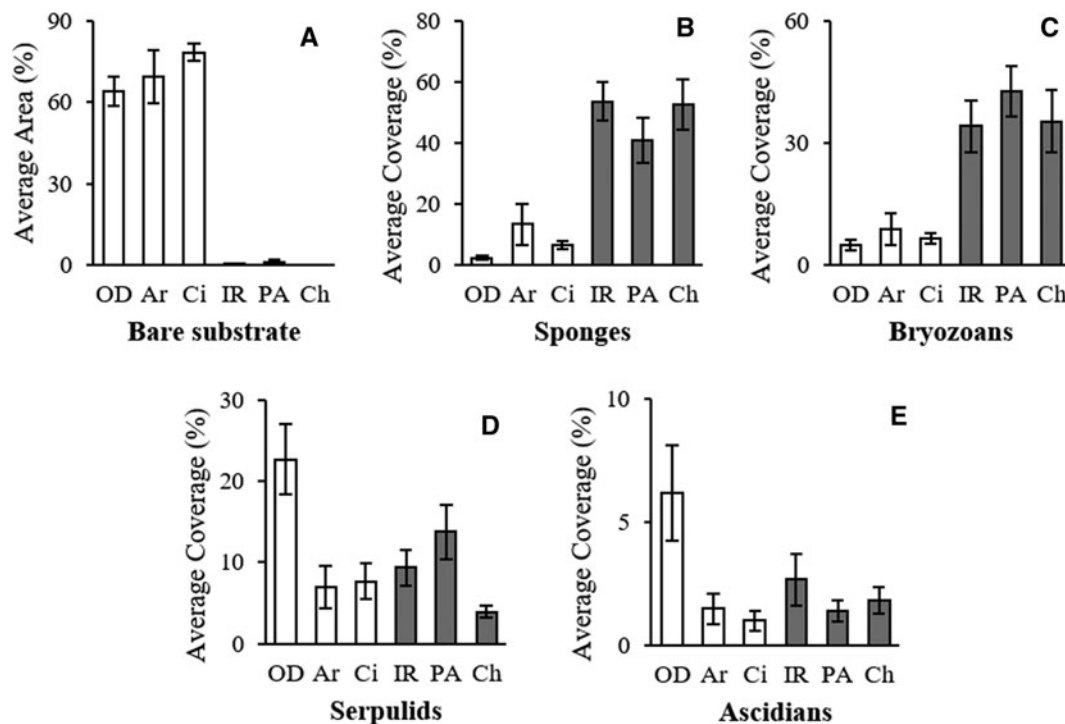 A
Average Area (%)
90
60
30
0
OD Ar Ci IR PA Ch
Bare substrate
B
Average Coverage (%)
80
60
40
20
0
OD Ar Ci IR PA Ch
Sponges
C
Average Coverage (%)
60
30
0
OD Ar Ci IR PA Ch
Bryozoans
D
Average Coverage (%)
30
20
10
0
OD Ar Ci IR PA Ch
Serpulids
E
Average Coverage (%)
10
5
0
OD Ar Ci IR PA Ch
Ascidians